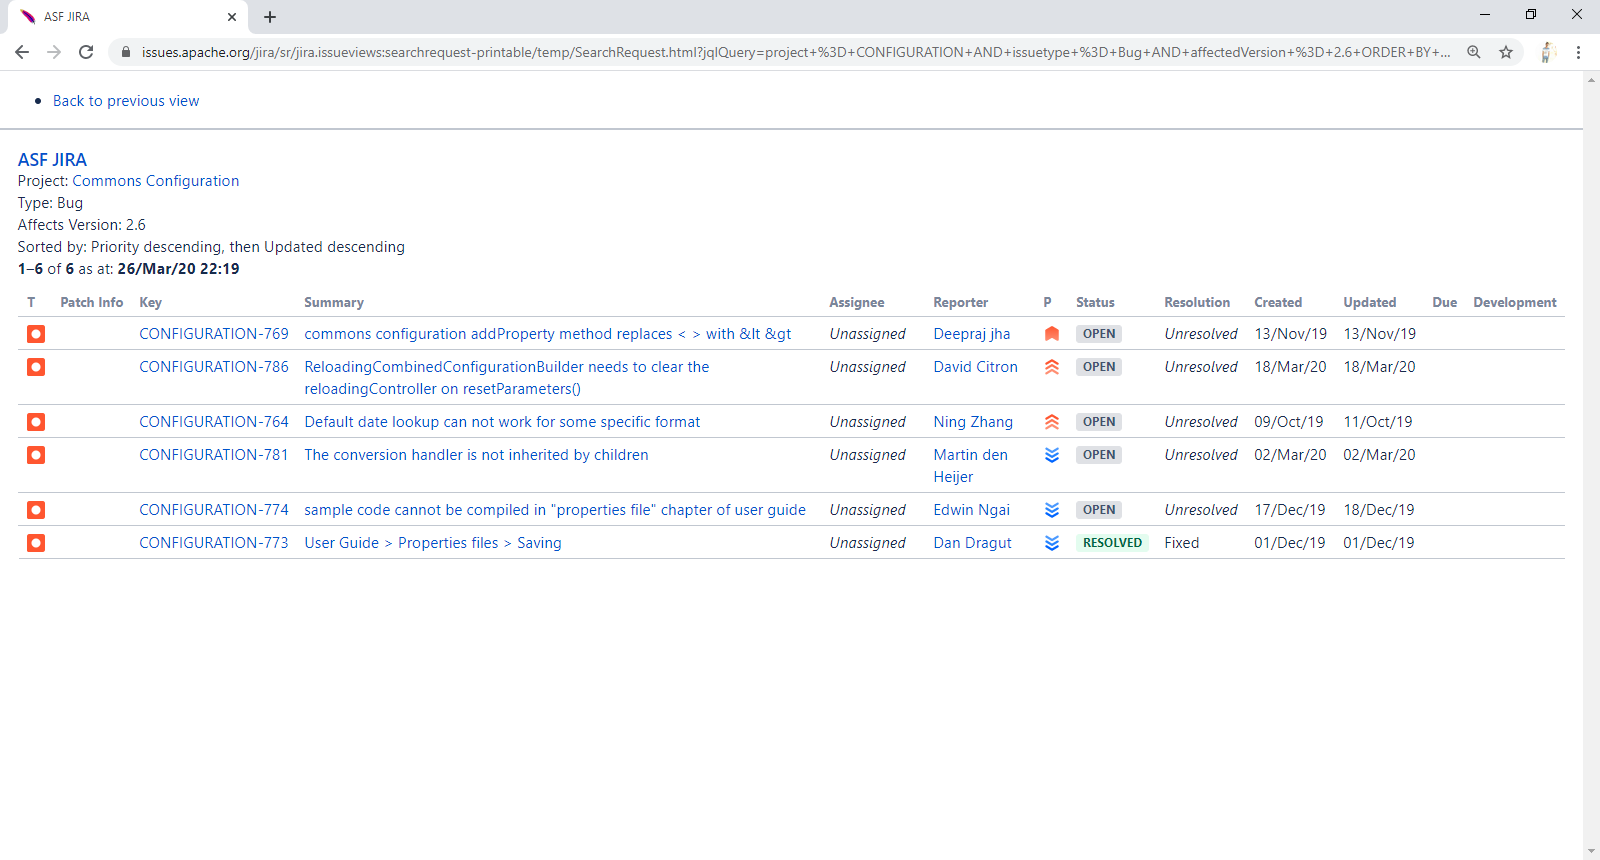 ASF JIRA
issues.apache.org/jira/sr/jira.issueviews:searchrequest-printable/temp/SearchRequest.html?jqlQuery=project+%3D+CONFIGURATION+AND+issuetype+%3D+Bug+AND+affectedVersion+%3D+2.6+ORDER+BY+...
Back to previous view
ASF JIRA
Project: Commons Configuration
Type: Bug
Affects Version: 2.6
Sorted by: Priority descending, then Updated descending
1–6 of 6 as at: 26/Mar/20 22:19
T Patch Info Key Summary Assignee Reporter P Status Resolution Created Updated Due Development
CONFIGURATION-769 commons configuration addProperty method replaces < > with &lt &gt Unassigned Deepraj jha OPEN Unresolved 13/Nov/19 13/Nov/19
CONFIGURATION-786 ReloadingCombinedConfigurationBuilder needs to clear the Unassigned David Citron OPEN Unresolved 18/Mar/20 18/Mar/20
reloadingController on resetParameters()
CONFIGURATION-764 Default date lookup can not work for some specific format Unassigned Ning Zhang OPEN Unresolved 09/Oct/19 11/Oct/19
CONFIGURATION-781 The conversion handler is not inherited by children Unassigned Martin den OPEN Unresolved 02/Mar/20 02/Mar/20
Heijer
CONFIGURATION-774 sample code cannot be compiled in "properties file" chapter of user guide Unassigned Edwin Ngai OPEN Unresolved 17/Dec/19 18/Dec/19
CONFIGURATION-773 User Guide > Properties files > Saving Unassigned Dan Dragut RESOLVED Fixed 01/Dec/19 01/Dec/19